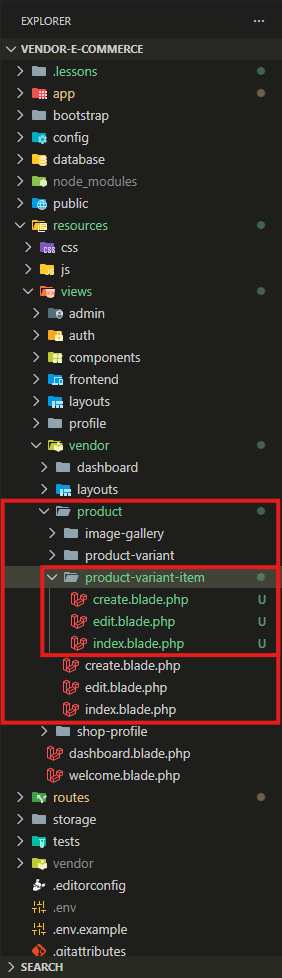 EXPLORER
VENDOR-E-COMMERCE
.lessons
app
bootstrap
config
database
node_modules
public
resources
css
js
views
admin
auth
components
frontend
layouts
profile
vendor
dashboard
layouts
product
image-gallery
product-variant
product-variant-item
create.blade.php U
edit.blade.php U
index.blade.php U
create.blade.php
edit.blade.php
index.blade.php
shop-profile
dashboard.blade.php
welcome.blade.php
routes
storage
tests
vendor
.editorconfig
.env
.env.example
.gitattributes
SEARCH